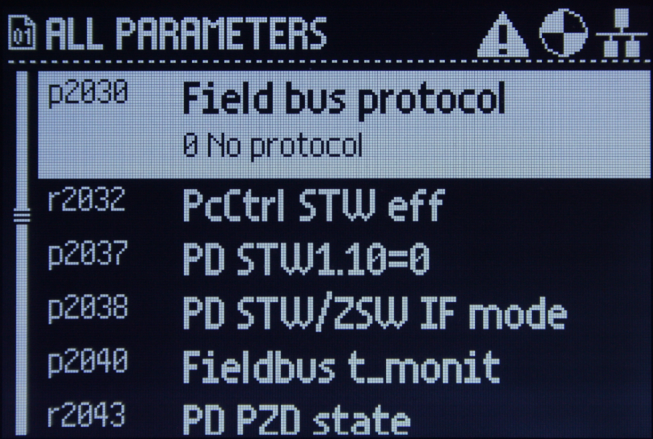 01 ALL PARAMETERS
p2030 Field bus protocol
0 No protocol
r2032 PcCtrl STW eff
p2037 PD STW1.10=0
p2038 PD STW/ZSW IF mode
p2040 Fieldbus t_monit
r2043 PD PZD state